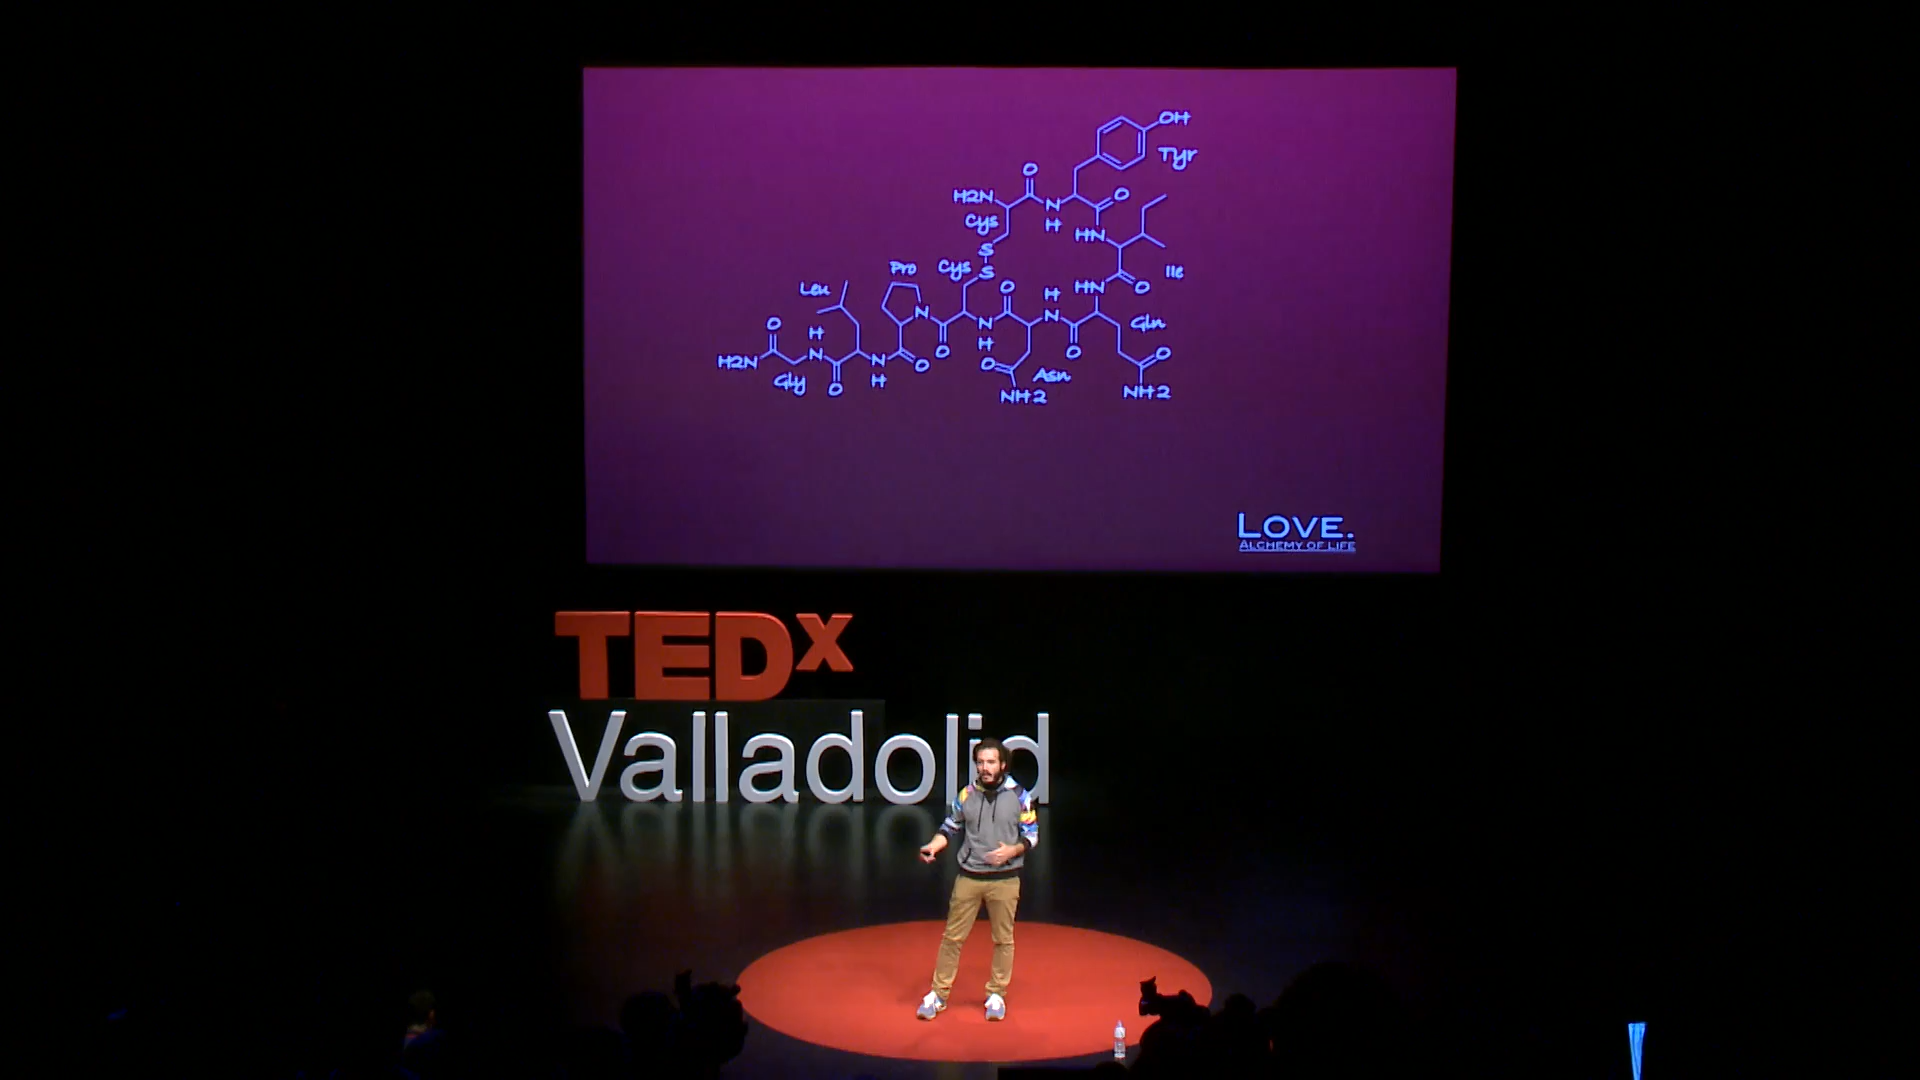 OH
Tyr
O
H2N
O
N
Cys
H
HN
S
Pro
Cys
S
Ile
Leu
O
H
HN
O
N
N
N
Gln
O
H
O
H
O
O
O
H2N
N
N
O
O
Asn
Gly
O
H
NH2
NH2
LOVE.
ALCHEMY OF LIFE
TEDx
Valladolid